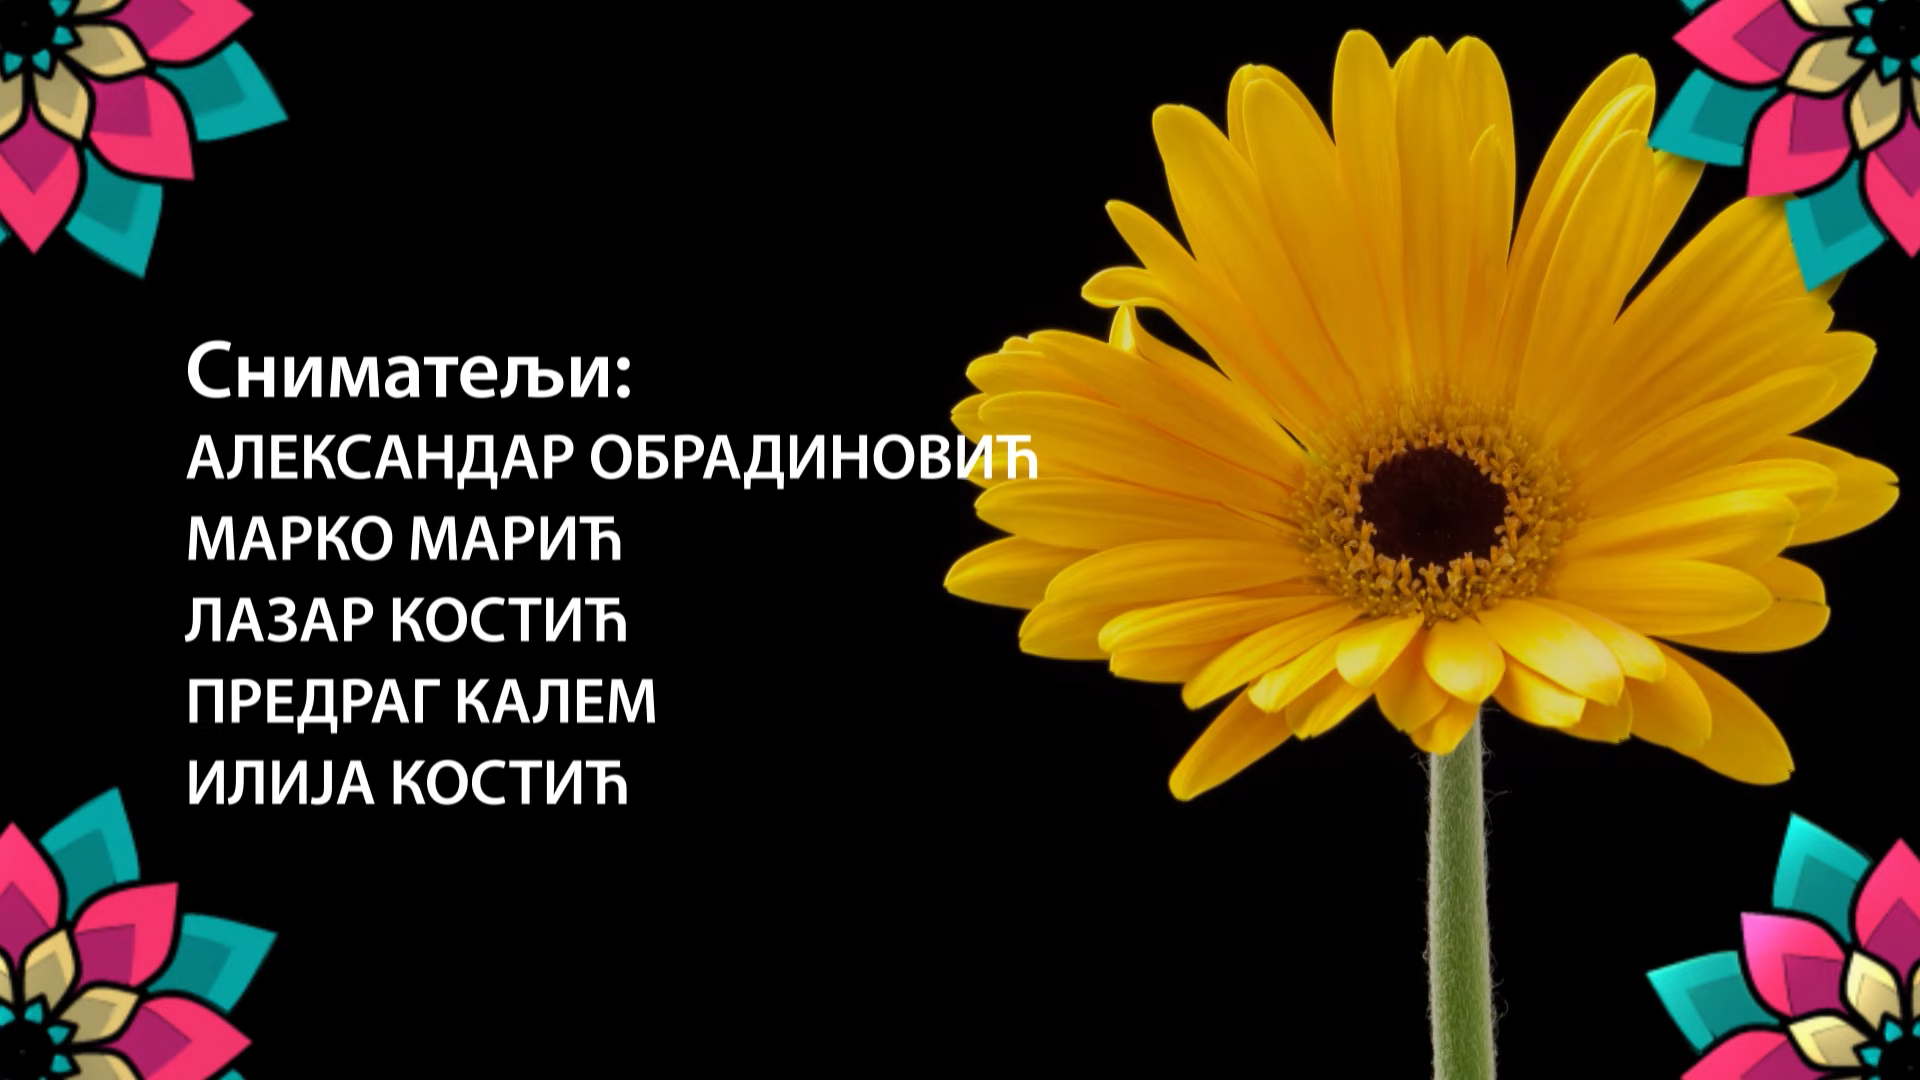 Сниматељи:
АЛЕКСАНДАР ОБРАДИНОВИЋ
МАРКО МАРИЋ
ЛАЗАР КОСТИЋ
ПРЕДРАГ КАЛЕМ
ИЛИЈА КОСТИЋ